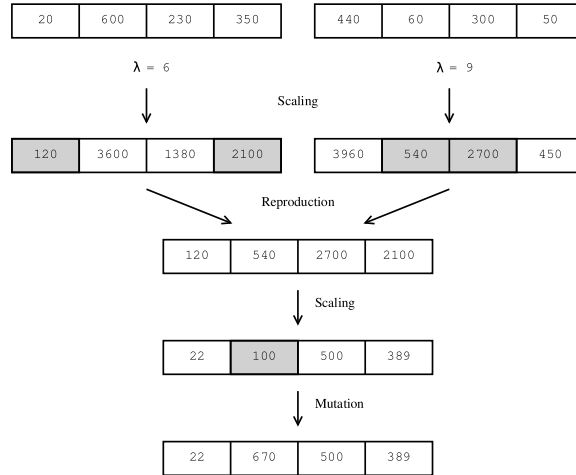 20 600 230 350 440 60 300 50
λ = 6 λ = 9
Scaling
120 3600 1380 2100 3960 540 2700 450
Reproduction
120 540 2700 2100
Scaling
22 100 500 389
Mutation
22 670 500 389